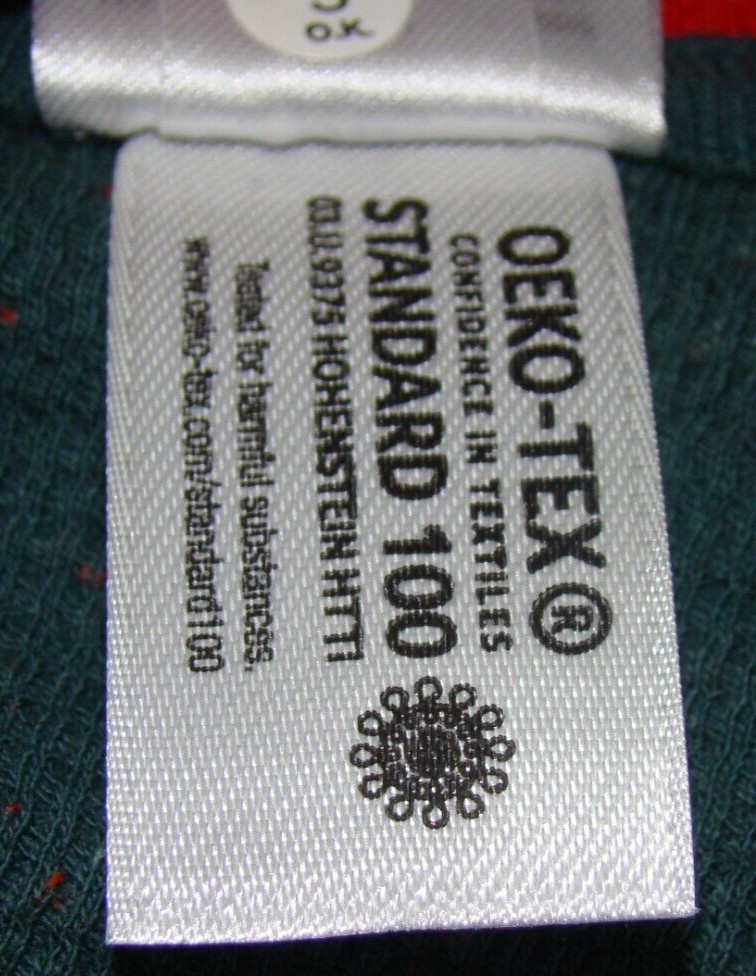 O.K.
OEKO-TEX®
CONFIDENCE IN TEXTILES
STANDARD 100
03.U.9375 HOHENSTEIN HTTI
Tested for harmful substances.
www.oeko-tex.com/standard100